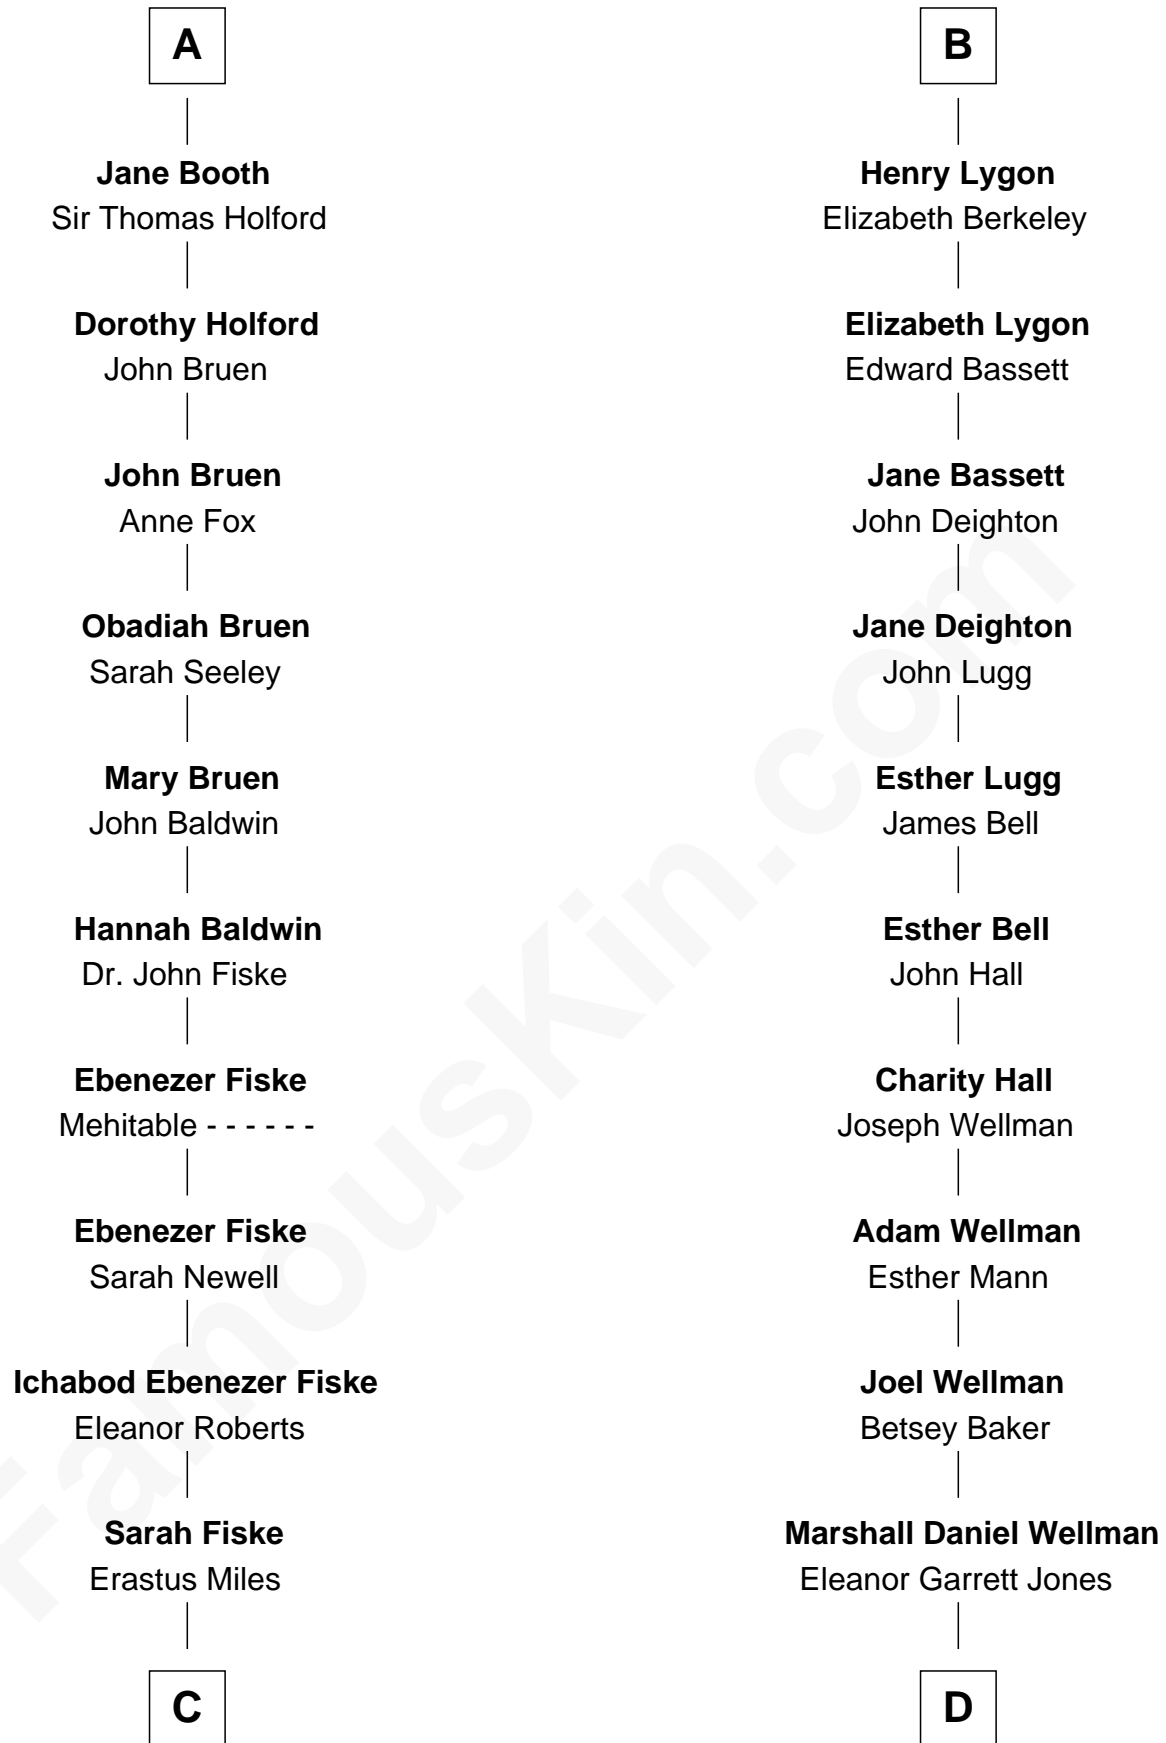 A
Jane Booth
Sir Thomas Holford
Dorothy Holford
John Bruen
John Bruen
Anne Fox
Obadiah Bruen
Sarah Seeley
Mary Bruen
John Baldwin
Hannah Baldwin
Dr. John Fiske
Ebenezer Fiske
Mehitable - - - - - -
Ebenezer Fiske
Sarah Newell
Ichabod Ebenezer Fiske
Eleanor Roberts
Sarah Fiske
Erastus Miles
C
B
Henry Lygon
Elizabeth Berkeley
Elizabeth Lygon
Edward Bassett
Jane Bassett
John Deighton
Jane Deighton
John Lugg
Esther Lugg
James Bell
Esther Bell
John Hall
Charity Hall
Joseph Wellman
Adam Wellman
Esther Mann
Joel Wellman
Betsey Baker
Marshall Daniel Wellman
Eleanor Garrett Jones
D
FamousKin.com